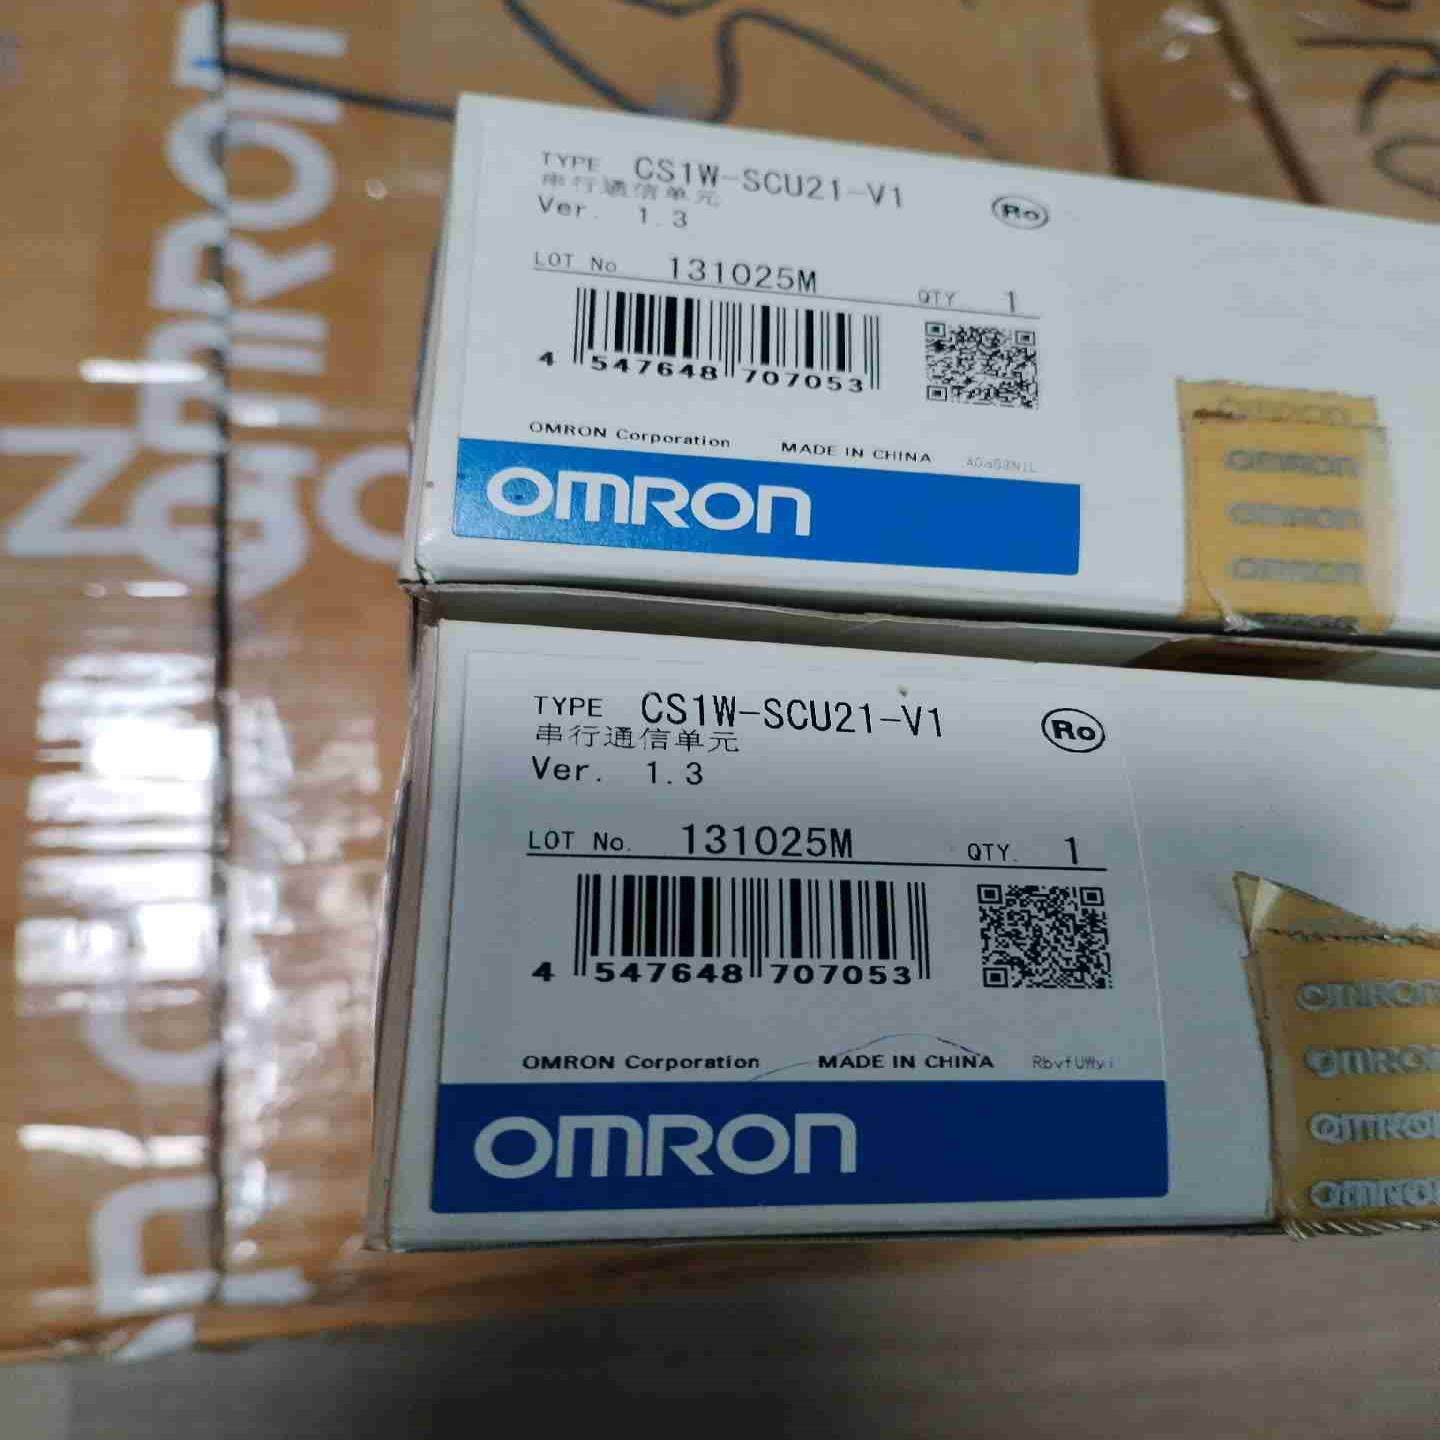 TYPE CS1W-SCU21-V1
串行通信单元
Ver. 1.3
Ro
LOT No. 131025M
QTY. 1
4 547648 707053
OMRON Corporation MADE IN CHINA
OMRON
OMRON
OMRON
OMRON
TYPE CS1W-SCU21-V1
串行通信单元
Ver. 1.3
Ro
LOT No. 131025M
QTY. 1
4 547648 707053
OMRON Corporation MADE IN CHINA
OMRON
OMRON
OMRON
OMRON
OMRON